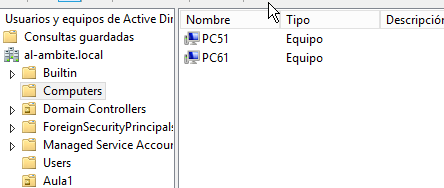 Usuarios y equipos de Active Dir
Consultas guardadas
al-ambite.local
Builtin
Computers
Domain Controllers
ForeignSecurityPrincipals
Managed Service Accour
Users
Aula1
Nombre Tipo Descripció
PC51 Equipo
PC61 Equipo